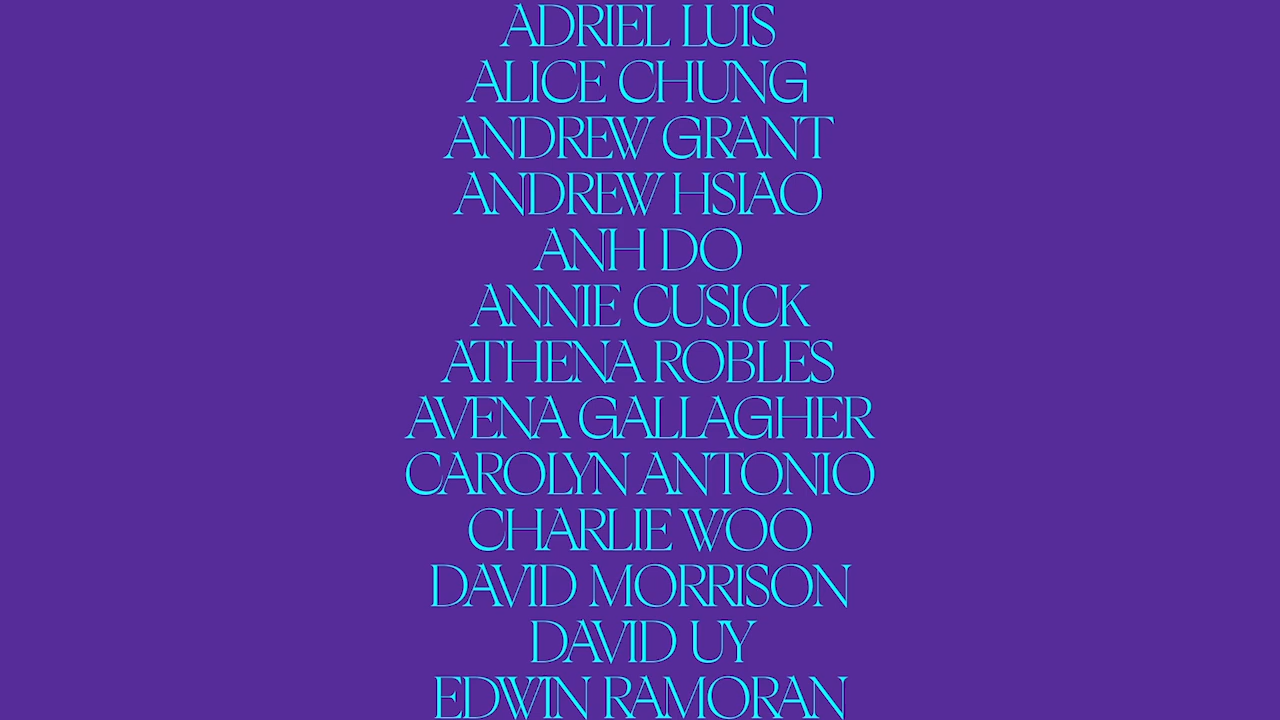 ADRIEL LUIS
ALICE CHUNG
ANDREW GRANT
ANDREW HSIAO
ANH DO
ANNIE CUSICK
ATHENA ROBLES
AVENA GALLAGHER
CAROLYN ANTONIO
CHARLIE WOO
DAVID MORRISON
DAVID UY
EDWIN RAMORAN